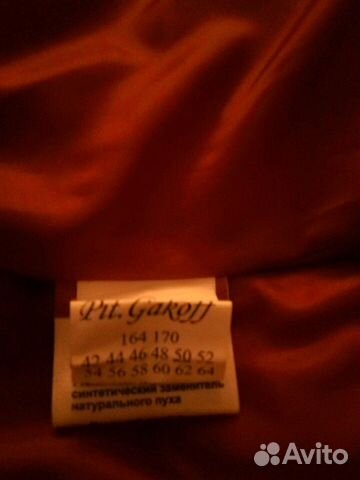 Pit. Gakoff
164 170
42 44 46 48 50 52
54 56 58 60 62 64
синтетический заменитель
натурального пуха
Avito